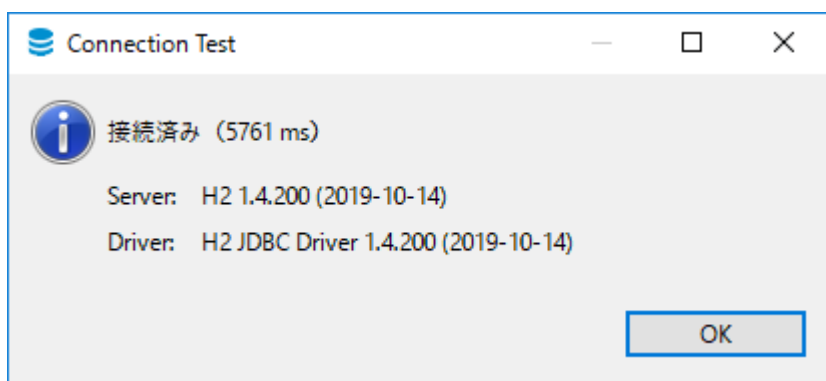 Connection Test
接続済み（5761 ms）
Server: H2 1.4.200 (2019-10-14)
Driver: H2 JDBC Driver 1.4.200 (2019-10-14)
OK